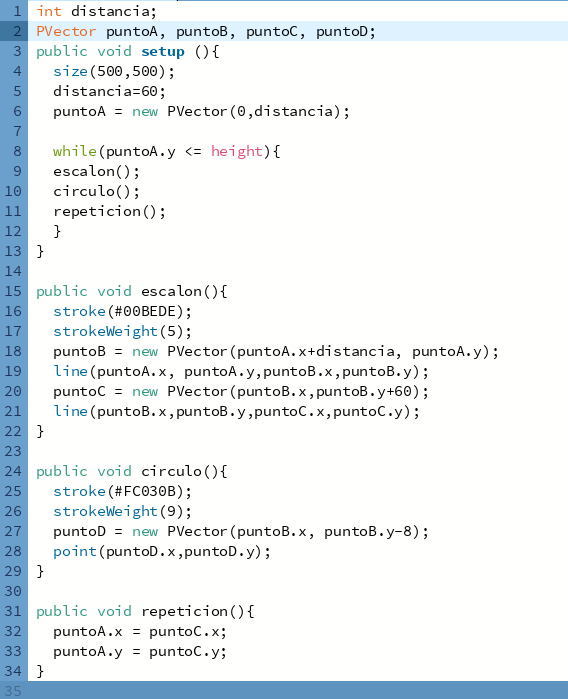 1 int distancia;
2 PVector puntoA, puntoB, puntoC, puntoD;
3 public void setup (){
4   size(500,500);
5   distancia=60;
6   puntoA = new PVector(0,distancia);
7
8   while(puntoA.y <= height){
9   escalon();
10   circulo();
11   repeticion();
12   }
13 }
14
15 public void escalon(){
16   stroke(#00BEDE);
17   strokeWeight(5);
18   puntoB = new PVector(puntoA.x+distancia, puntoA.y);
19   line(puntoA.x, puntoA.y,puntoB.x,puntoB.y);
20   puntoC = new PVector(puntoB.x,puntoB.y+60);
21   line(puntoB.x,puntoB.y,puntoC.x,puntoC.y);
22 }
23
24 public void circulo(){
25   stroke(#FC030B);
26   strokeWeight(9);
27   puntoD = new PVector(puntoB.x, puntoB.y-8);
28   point(puntoD.x,puntoD.y);
29 }
30
31 public void repeticion(){
32   puntoA.x = puntoC.x;
33   puntoA.y = puntoC.y;
34 }
35